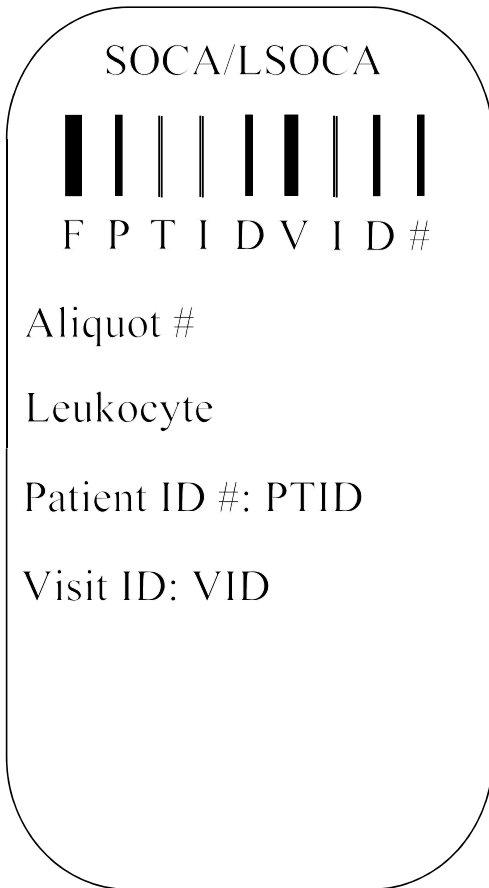 SOCA/LSOCA
F P T I D V I D #
Aliquot #
Leukocyte
Patient ID #: PTID
Visit ID: VID